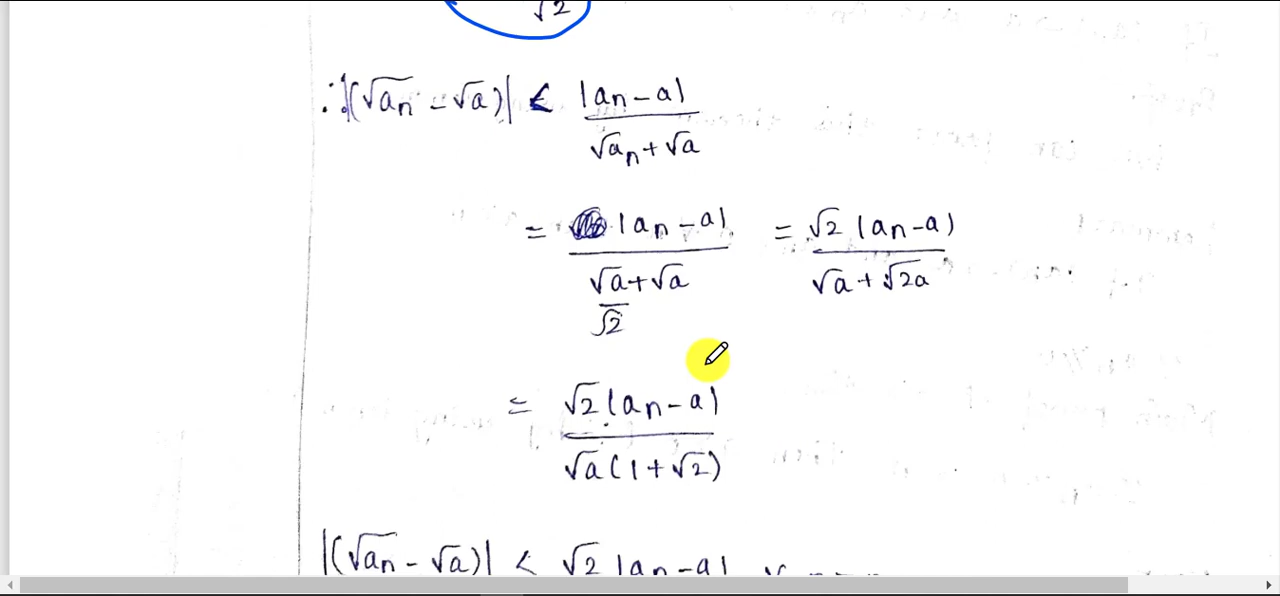 √2
∴ |(√an - √a)| < |an - a| / √an + √a
= |an - a| / √a/√2 + √a = √2 |an - a| / √a + √2a
= √2 |an - a| / √a (1 + √2)
|(√an - √a)| < √2 |an - a|